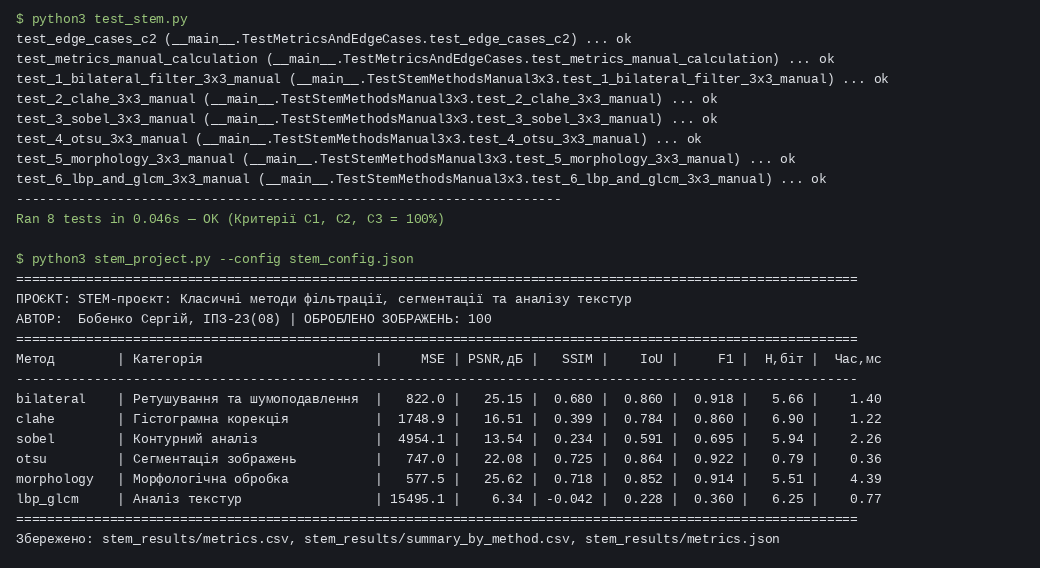 $ python3 test_stem.py
test_edge_cases_c2 (__main__.TestMetricsAndEdgeCases.test_edge_cases_c2) ... ok
test_metrics_manual_calculation (__main__.TestMetricsAndEdgeCases.test_metrics_manual_calculation) ... ok
test_1_bilateral_filter_3x3_manual (__main__.TestStemMethodsManual3x3.test_1_bilateral_filter_3x3_manual) ... ok
test_2_clahe_3x3_manual (__main__.TestStemMethodsManual3x3.test_2_clahe_3x3_manual) ... ok
test_3_sobel_3x3_manual (__main__.TestStemMethodsManual3x3.test_3_sobel_3x3_manual) ... ok
test_4_otsu_3x3_manual (__main__.TestStemMethodsManual3x3.test_4_otsu_3x3_manual) ... ok
test_5_morphology_3x3_manual (__main__.TestStemMethodsManual3x3.test_5_morphology_3x3_manual) ... ok
test_6_lbp_and_glcm_3x3_manual (__main__.TestStemMethodsManual3x3.test_6_lbp_and_glcm_3x3_manual) ... ok
----------------------------------------------------------------------
Ran 8 tests in 0.046s — OK (Критерії C1, C2, C3 = 100%)
$ python3 stem_project.py --config stem_config.json
============================================================================================================
ПРОЄКТ: STEM-проєкт: Класичні методи фільтрації, сегментації та аналізу текстур
АВТОР:  Бобенко Сергій, ІПЗ-23(08) | ОБРОБЛЕНО ЗОБРАЖЕНЬ: 100
============================================================================================================
Метод        | Категорія                      |     MSE | PSNR,дБ |   SSIM |    IoU |     F1 |  H,біт |  Час,мс
------------------------------------------------------------------------------------------------------------
bilateral    | Ретушування та шумоподавлення  |   822.0 |   25.15 |  0.680 |  0.860 |  0.918 |   5.66 |    1.40
clahe        | Гістограмна корекція           |  1748.9 |   16.51 |  0.399 |  0.784 |  0.860 |   6.90 |    1.22
sobel        | Контурний аналіз               |  4954.1 |   13.54 |  0.234 |  0.591 |  0.695 |   5.94 |    2.26
otsu         | Сегментація зображень          |   747.0 |   22.08 |  0.725 |  0.864 |  0.922 |   0.79 |    0.36
morphology   | Морфологічна обробка           |   577.5 |   25.62 |  0.718 |  0.852 |  0.914 |   5.51 |    4.39
lbp_glcm     | Аналіз текстур                 | 15495.1 |    6.34 | -0.042 |  0.228 |  0.360 |   6.25 |    0.77
============================================================================================================
Збережено: stem_results/metrics.csv, stem_results/summary_by_method.csv, stem_results/metrics.json